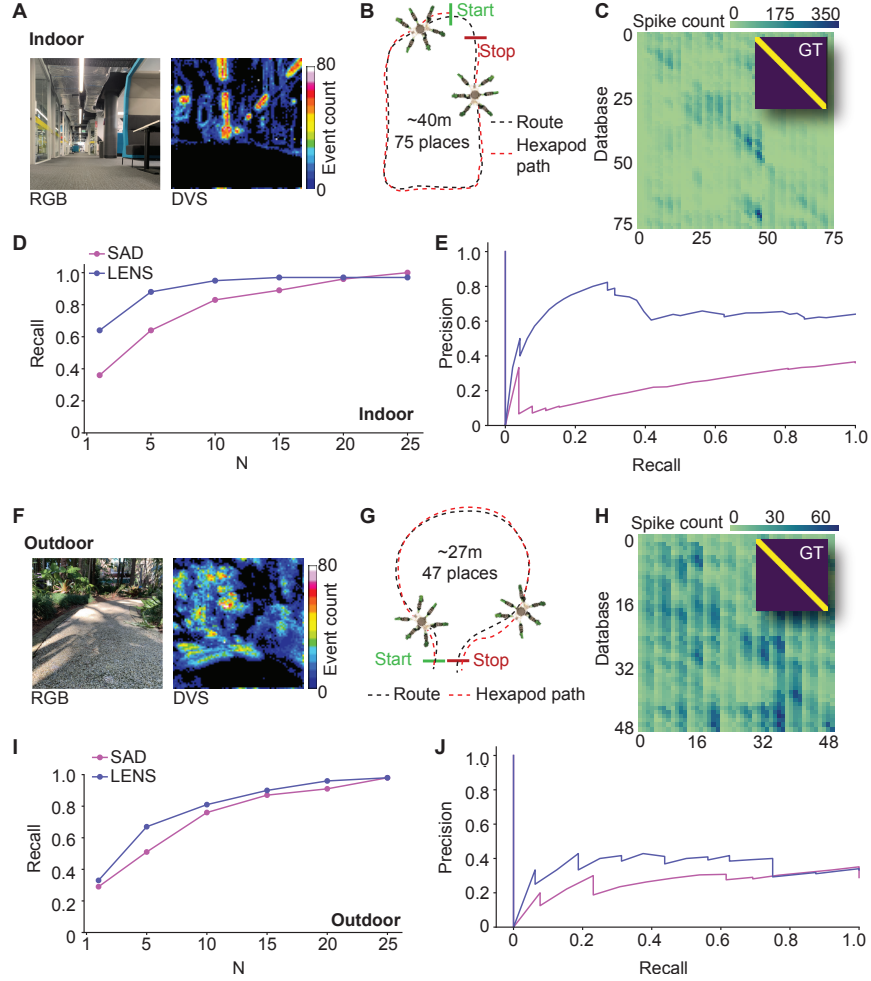 A
Indoor
RGB
DVS
80
0
Event count
B
Start
Stop
~40m
75 places
Route
Hexapod
path
C
Spike count
0 175 350
GT
Database
0
25
50
75
0 25 50 75
D
SAD
LENS
Recall
1.0
0.8
0.6
0.4
0.2
0
1 5 10 15 20 25
N
Indoor
E
Precision
1.0
0.8
0.6
0.4
0.2
0
0 0.2 0.4 0.6 0.8 1.0
Recall
F
Outdoor
RGB
DVS
80
0
Event count
G
~27m
47 places
Start
Stop
Route
Hexapod path
H
Spike count
0 30 60
GT
Database
0
16
32
48
0 16 32 48
I
SAD
LENS
Recall
1.0
0.8
0.6
0.4
0.2
0
1 5 10 15 20 25
N
Outdoor
J
Precision
1.0
0.8
0.6
0.4
0.2
0
0 0.2 0.4 0.6 0.8 1.0
Recall